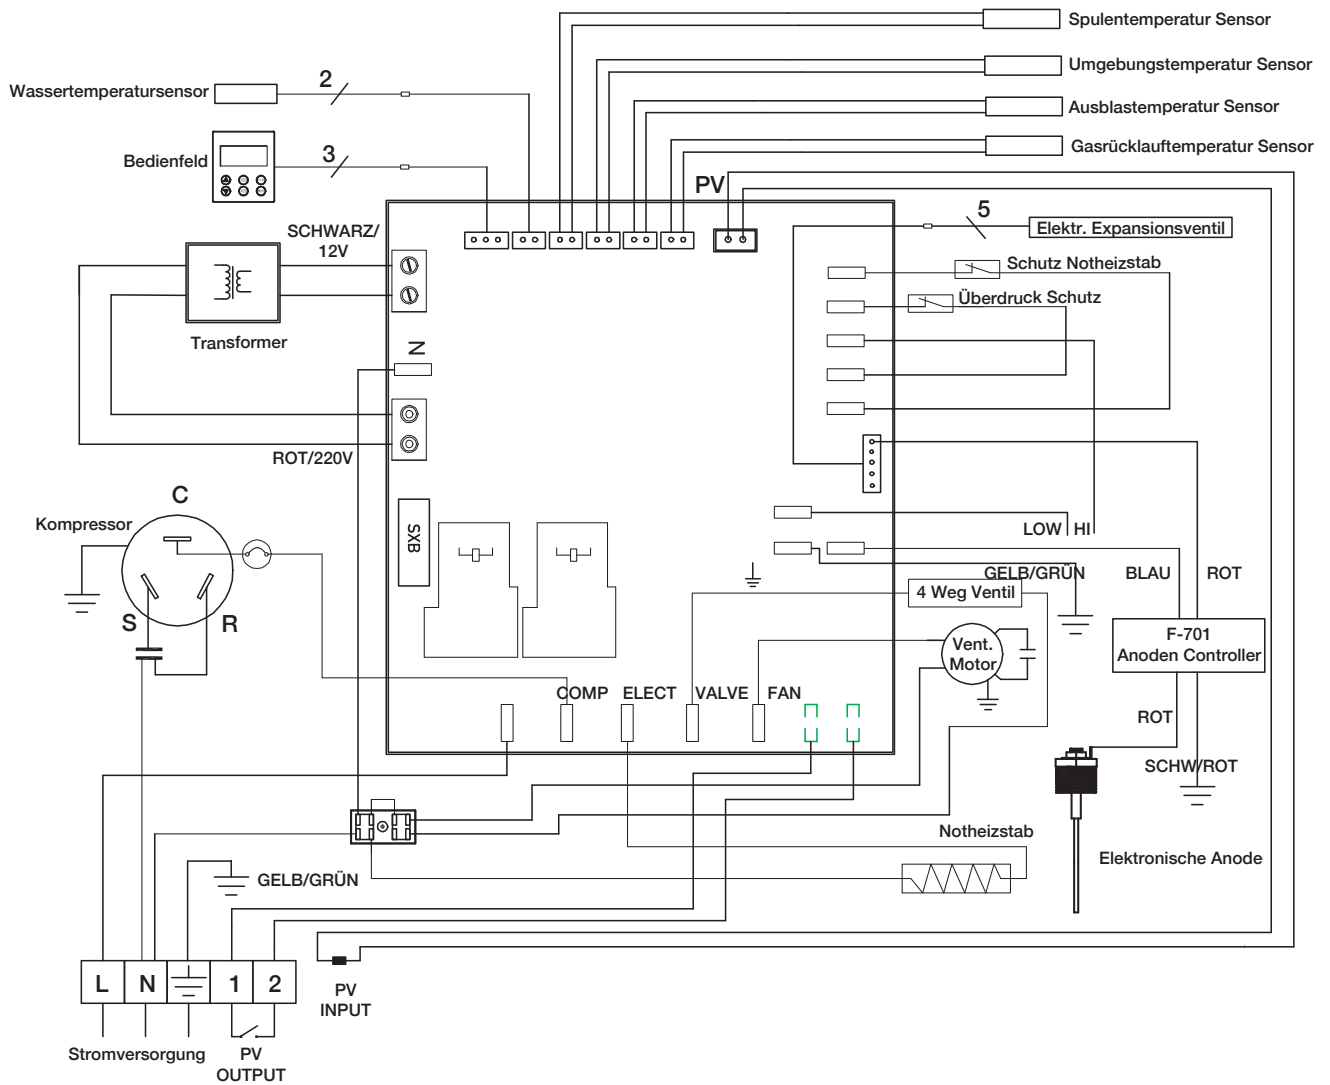 Spulentemperatur Sensor
Umgebungstemperatur Sensor
Wassertemperatursensor
2
Ausblastemperatur Sensor
Gasrücklauftemperatur Sensor
Bedienfeld
3
PV
5
Elektr. Expansionsventil
SCHWARZ/
12V
Schutz Notheizstab
Überdruck Schutz
Transformer
N
ROT/220V
C
Kompressor
SXB
LOW
HI
GELB/GRÜN
BLAU
ROT
4 Weg Ventil
S
R
F-701
Anoden Controller
Vent.
Motor
COMP
ELECT
VALVE
FAN
ROT
SCHW/ROT
Notheizstab
Elektronische Anode
GELB/GRÜN
L
N
1
2
PV
INPUT
Stromversorgung
PV
OUTPUT